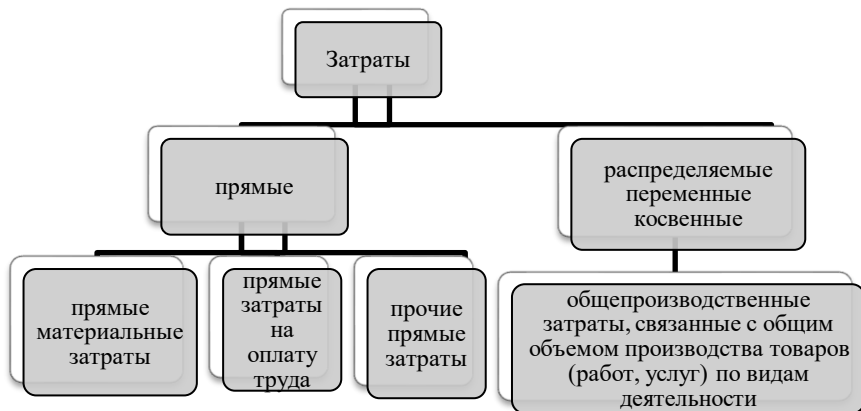 Затраты
прямые
распределяемые
переменные
косвенные
прямые
материальные
затраты
прямые
затраты
на
оплату
труда
прочие
прямые
затраты
общепроизводственные
затраты, связанные с общим
объемом производства товаров
(работ, услуг) по видам
деятельности